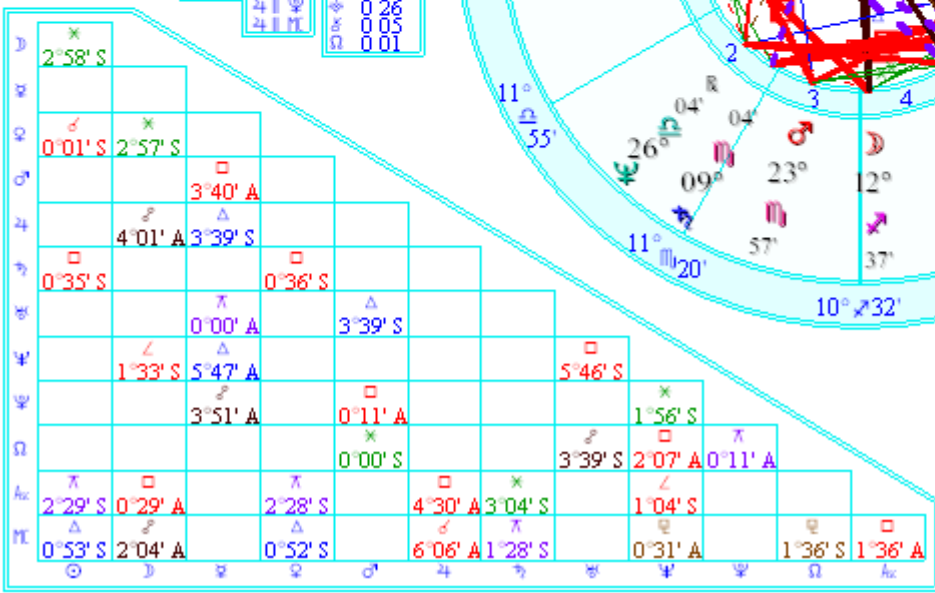 ♃ ∥ ♇
♃ ∥ MC
0 26
⚷ 0 05
☊ 0 01
☽ ⚹
2°58' S
☿
♀ ☌ ⚹
0°01' S 2°57' S
♂ □
3°40' A
♃ ☍ △
4°01' A 3°39' S
♄ □ □
0°35' S 0°36' S
♅ ⚻ △
0°00' A 3°39' S
♆ ∠ △ □
1°33' S 5°47' A 5°46' S
♇ ☍ □ ⚹
3°51' A 0°11' A 1°56' S
☊ ⚹ ☍ □ ⚻
0°00' S 3°39' S 2°07' A 0°11' A
Asc ⚻ □ ⚻ □ ⚹ ∠
2°29' S 0°29' A 2°28' S 4°30' A 3°04' S 1°04' S
MC △ ☍ △ ☌ ⚻ ⚼ ⚼ □
0°53' S 2°04' A 0°52' S 6°06' A 1°28' S 0°31' A 1°36' S 1°36' A
☉ ☽ ☿ ♀ ♂ ♃ ♄ ♅ ♆ ♇ ☊ Asc
2
3
4
11° ♎ 55'
♆ 26° ♎ 04' ℞
♄ 09° ♏ 04'
♂ 23° ♏ 57'
☽ 12° ♐ 37'
11° ♏ 20'
10° ♐ 32'